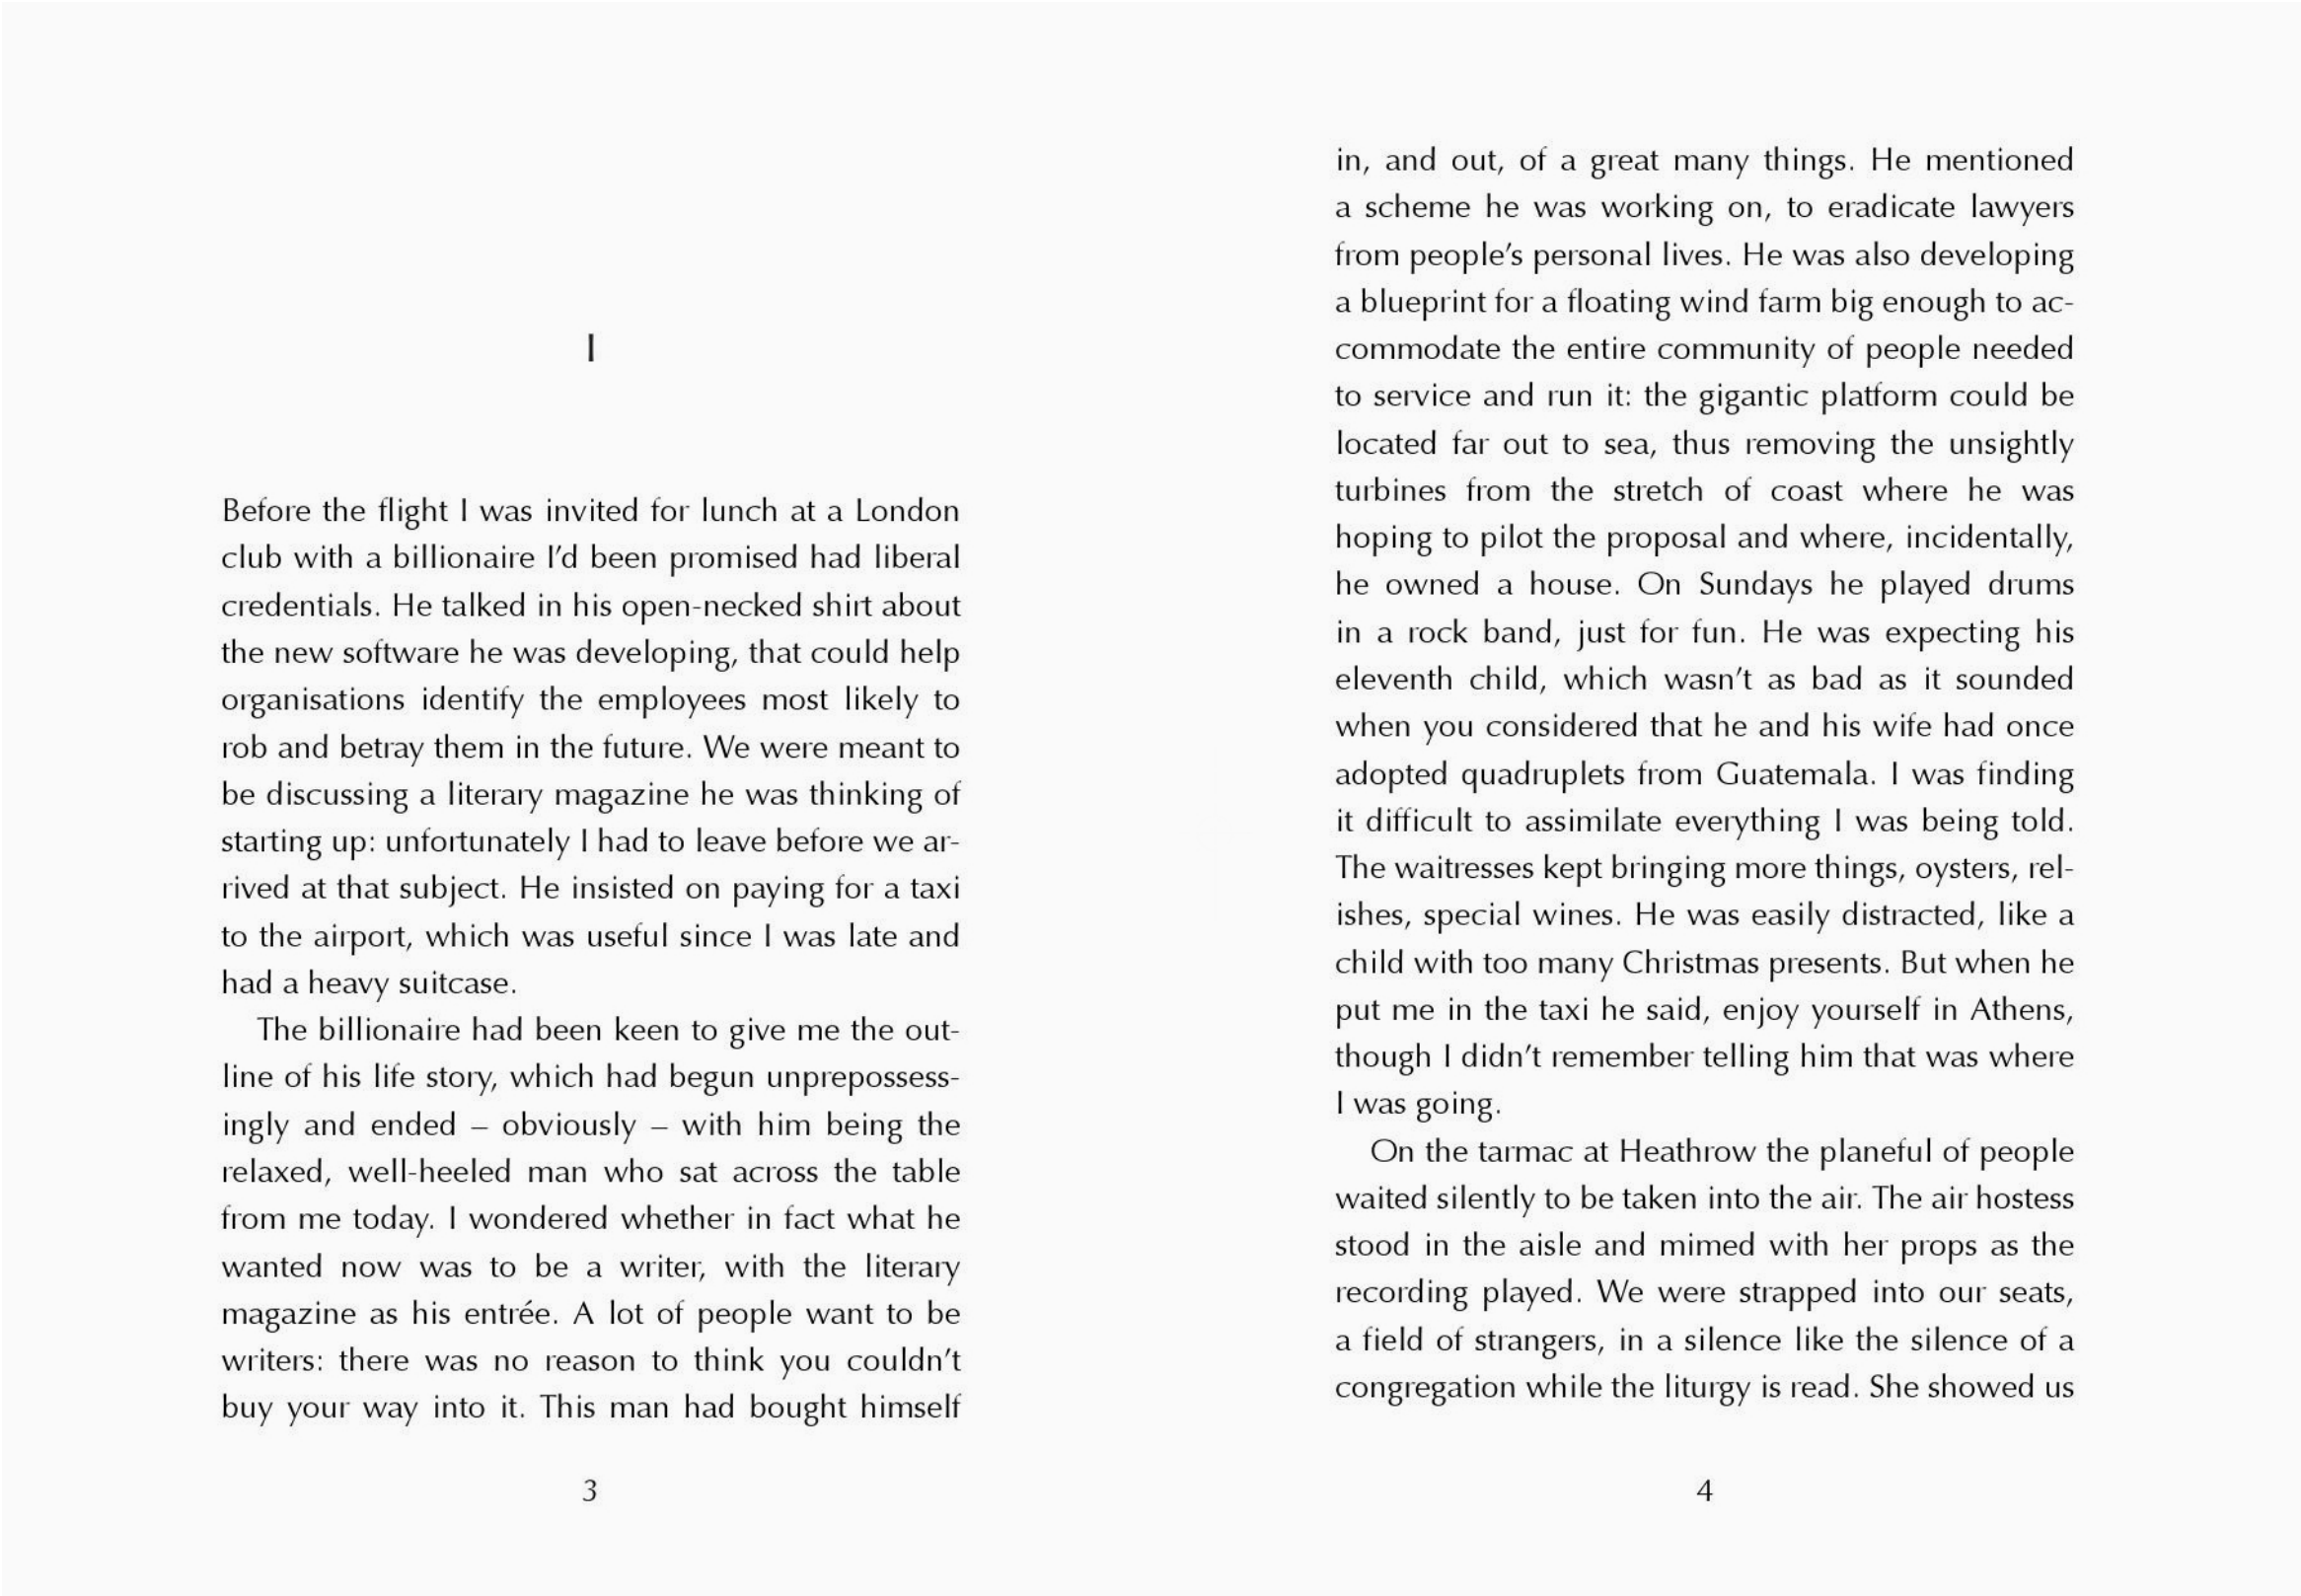 I
Before the flight I was invited for lunch at a London
club with a billionaire I’d been promised had liberal
credentials. He talked in his open-necked shirt about
the new software he was developing, that could help
organisations identify the employees most likely to
rob and betray them in the future. We were meant to
be discussing a literary magazine he was thinking of
starting up: unfortunately I had to leave before we ar-
rived at that subject. He insisted on paying for a taxi
to the airport, which was useful since I was late and
had a heavy suitcase.
The billionaire had been keen to give me the out-
line of his life story, which had begun unprepossess-
ingly and ended – obviously – with him being the
relaxed, well-heeled man who sat across the table
from me today. I wondered whether in fact what he
wanted now was to be a writer, with the literary
magazine as his entrée. A lot of people want to be
writers: there was no reason to think you couldn’t
buy your way into it. This man had bought himself
3
in, and out, of a great many things. He mentioned
a scheme he was working on, to eradicate lawyers
from people’s personal lives. He was also developing
a blueprint for a floating wind farm big enough to ac-
commodate the entire community of people needed
to service and run it: the gigantic platform could be
located far out to sea, thus removing the unsightly
turbines from the stretch of coast where he was
hoping to pilot the proposal and where, incidentally,
he owned a house. On Sundays he played drums
in a rock band, just for fun. He was expecting his
eleventh child, which wasn’t as bad as it sounded
when you considered that he and his wife had once
adopted quadruplets from Guatemala. I was finding
it difficult to assimilate everything I was being told.
The waitresses kept bringing more things, oysters, rel-
ishes, special wines. He was easily distracted, like a
child with too many Christmas presents. But when he
put me in the taxi he said, enjoy yourself in Athens,
though I didn’t remember telling him that was where
I was going.
On the tarmac at Heathrow the planeful of people
waited silently to be taken into the air. The air hostess
stood in the aisle and mimed with her props as the
recording played. We were strapped into our seats,
a field of strangers, in a silence like the silence of a
congregation while the liturgy is read. She showed us
4